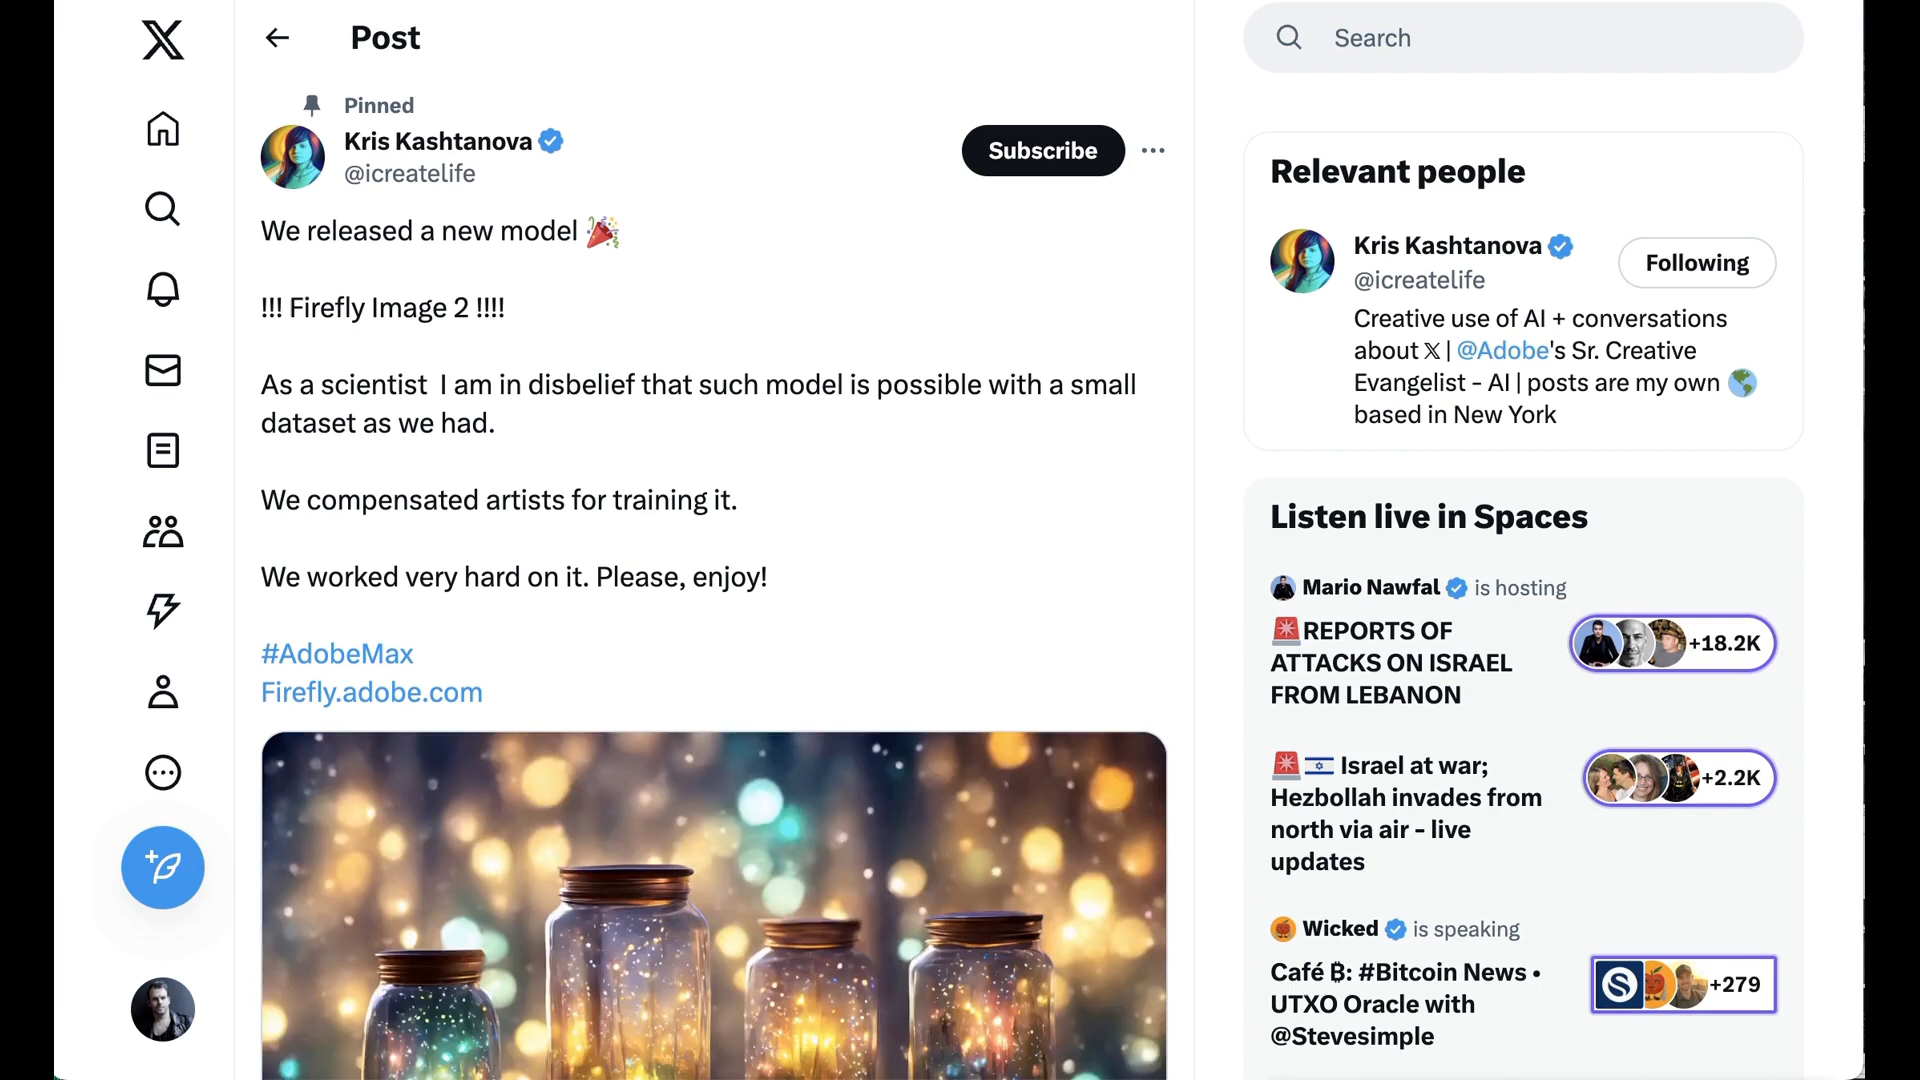 Post
Pinned
Kris Kashtanova
@icreatelife
Subscribe
We released a new model 🎉
!!! Firefly Image 2 !!!!
As a scientist  I am in disbelief that such model is possible with a small
dataset as we had.
We compensated artists for training it.
We worked very hard on it. Please, enjoy!
#AdobeMax
Firefly.adobe.com
Search
Relevant people
Kris Kashtanova
@icreatelife
Following
Creative use of AI + conversations
about 𝕏 | @Adobe's Sr. Creative
Evangelist - AI | posts are my own 🌎
based in New York
Listen live in Spaces
Mario Nawfal is hosting
🚨REPORTS OF
ATTACKS ON ISRAEL
FROM LEBANON
+18.2K
🚨🇮🇱 Israel at war;
Hezbollah invades from
north via air - live
updates
+2.2K
Wicked is speaking
Café ₿: #Bitcoin News •
UTXO Oracle with
@Stevesimple
+279